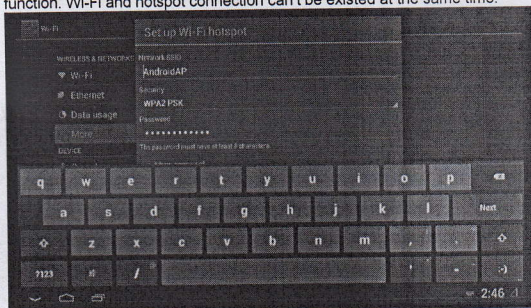 function. Wi-Fi and hotspot connection can't be existed at the same time.
Wi-Fi
Set up Wi-Fi hotspot
WIRELESS & NETWORKS
Network SSID
Wi-Fi
AndroidAP
Ethernet
Security
WPA2 PSK
Data usage
Password
More...
••••••••••••
The password must have at least 8 characters.
DEVICE
q w e r t y u i o p
a s d f g h j k l Next
z x c v b n m , .
?123 / ' - :-)
2:46